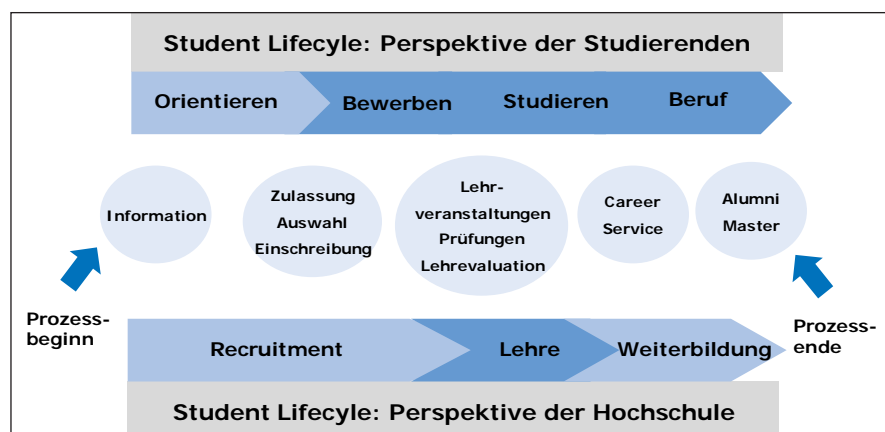 Student Lifecyle: Perspektive der Studierenden
Orientieren
Bewerben
Studieren
Beruf
Information
Zulassung
Auswahl
Einschreibung
Lehr-
veranstaltungen
Prüfungen
Lehrevaluation
Career
Service
Alumni
Master
Prozess-
beginn
Prozess-
ende
Recruitment
Lehre
Weiterbildung
Student Lifecyle: Perspektive der Hochschule